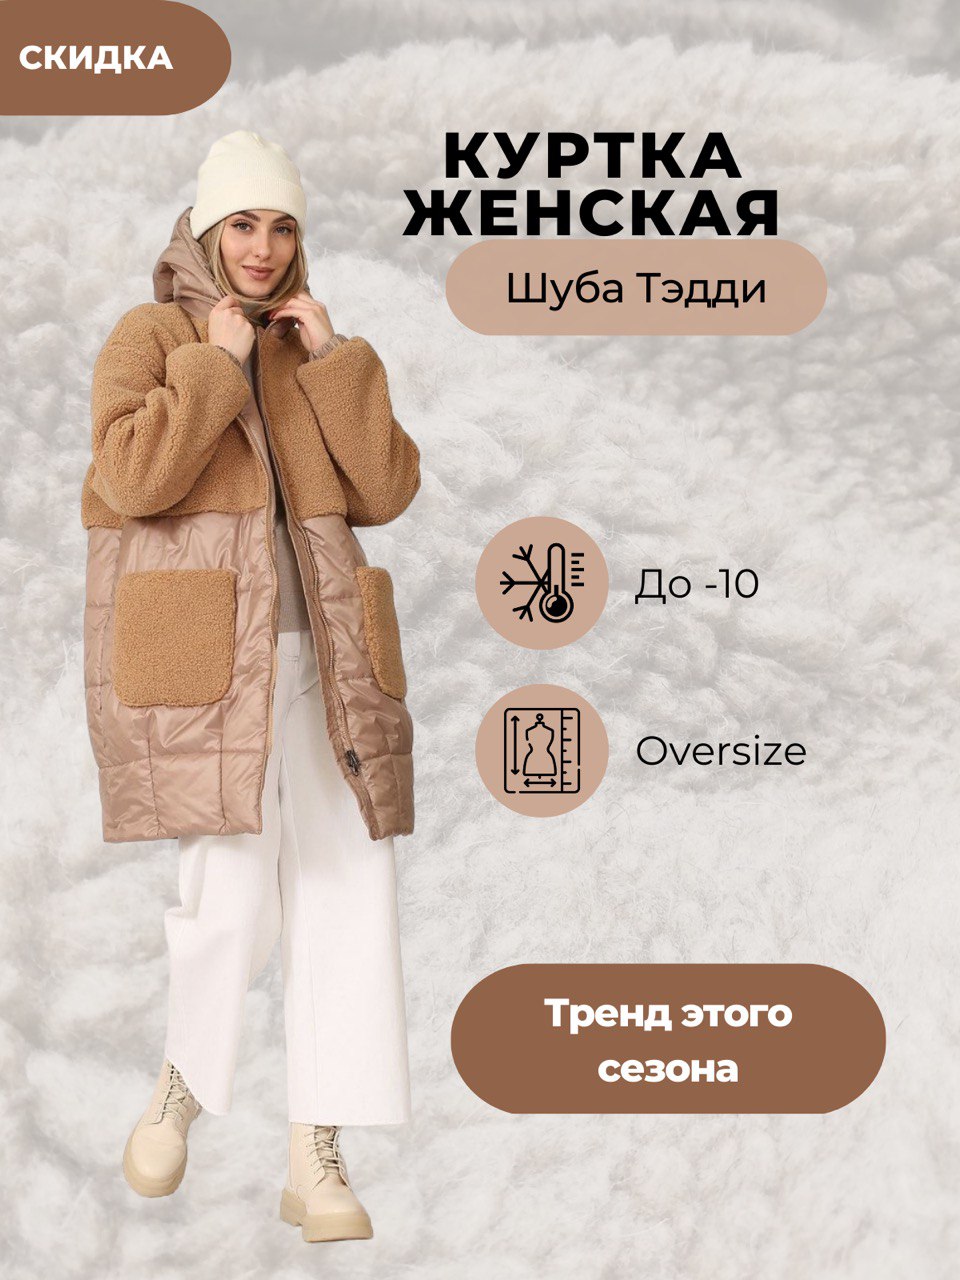 СКИДКА
КУРТКА
ЖЕНСКАЯ
Шуба Тэдди
До -10
Oversize
Тренд этого
сезона